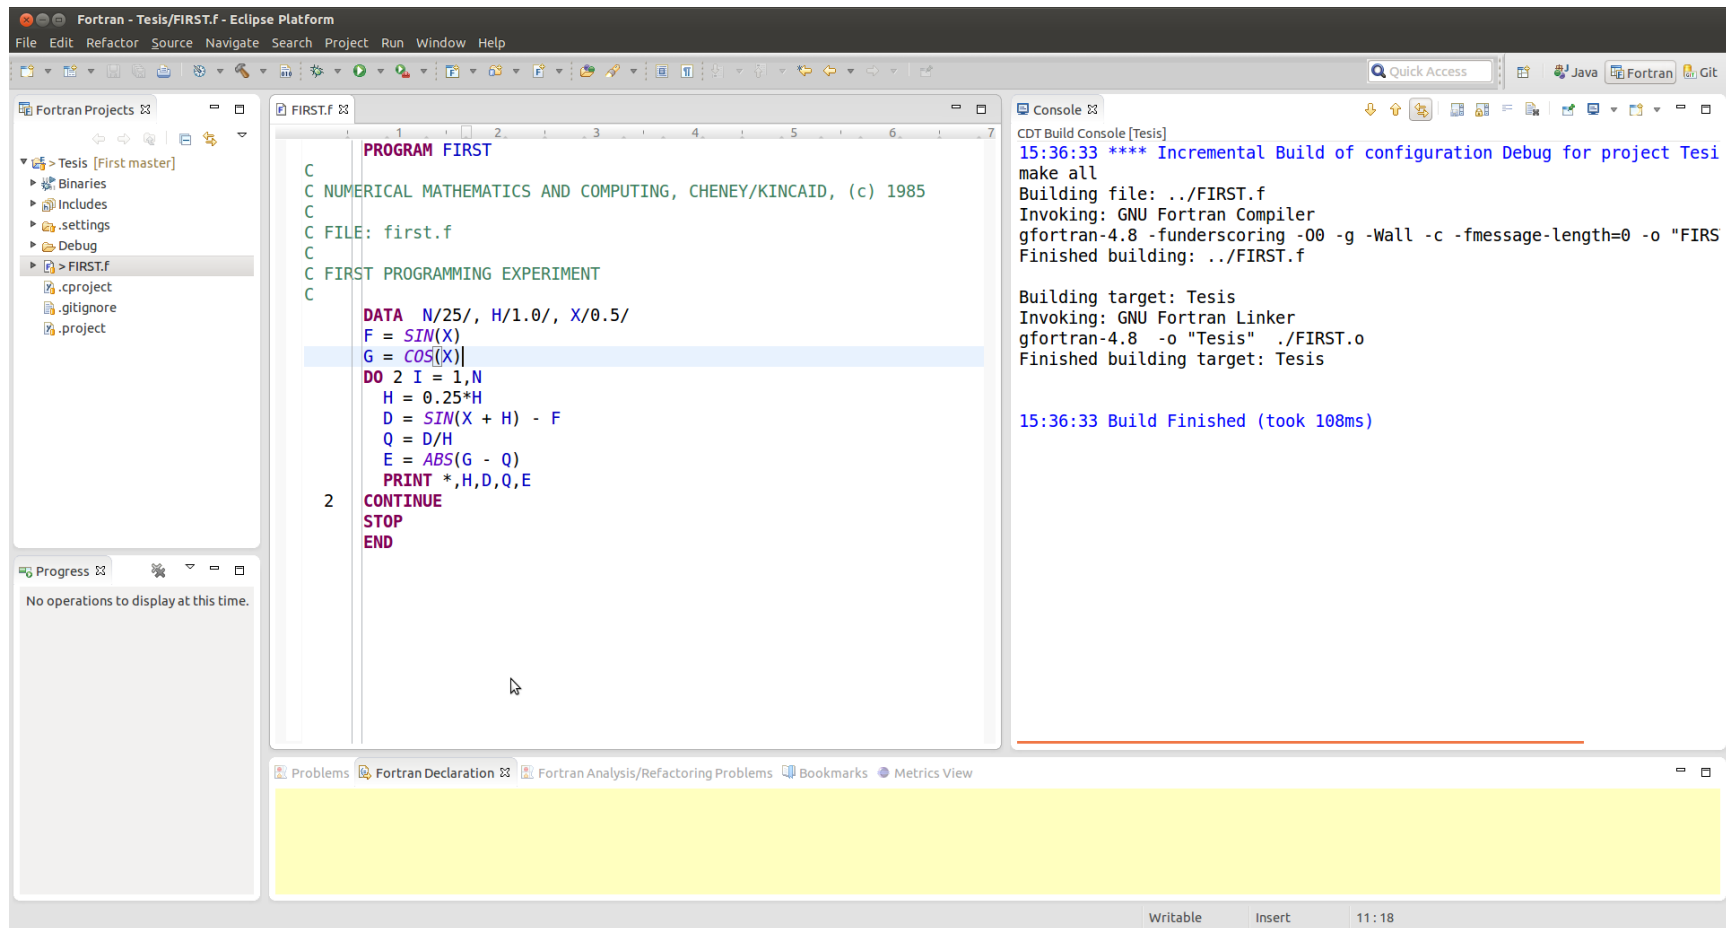 Fortran - Tesis/FIRST.f - Eclipse Platform
File Edit Refactor Source Navigate Search Project Run Window Help
Quick Access
Java Fortran Git
Fortran Projects
> Tesis [First master]
Binaries
Includes
.settings
Debug
> FIRST.f
.cproject
.gitignore
.project
Progress
No operations to display at this time.
FIRST.f
1 2 3 4 5 6 7
PROGRAM FIRST
C
C NUMERICAL MATHEMATICS AND COMPUTING, CHENEY/KINCAID, (c) 1985
C
C FILE: first.f
C
C FIRST PROGRAMMING EXPERIMENT
C
DATA N/25/, H/1.0/, X/0.5/
F = SIN(X)
G = COS(X)
DO 2 I = 1,N
H = 0.25*H
D = SIN(X + H) - F
Q = D/H
E = ABS(G - Q)
PRINT *,H,D,Q,E
2 CONTINUE
STOP
END
Console
CDT Build Console [Tesis]
15:36:33 **** Incremental Build of configuration Debug for project Tesi
make all
Building file: ../FIRST.f
Invoking: GNU Fortran Compiler
gfortran-4.8 -funderscoring -O0 -g -Wall -c -fmessage-length=0 -o "FIRS
Finished building: ../FIRST.f
Building target: Tesis
Invoking: GNU Fortran Linker
gfortran-4.8 -o "Tesis" ./FIRST.o
Finished building target: Tesis
15:36:33 Build Finished (took 108ms)
Problems Fortran Declaration Fortran Analysis/Refactoring Problems Bookmarks Metrics View
Writable Insert 11 : 18